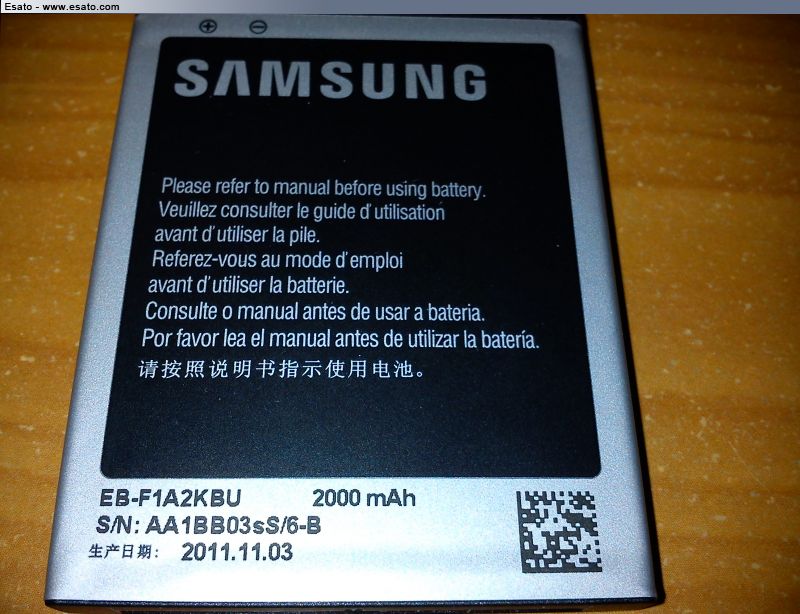 Esato - www.esato.com
SAMSUNG
Please refer to manual before using battery.
Veuillez consulter le guide d'utilisation
avant d'utiliser la pile.
Referez-vous au mode d'emploi
avant d'utiliser la batterie.
Consulte o manual antes de usar a bateria.
Por favor lea el manual antes de utilizar la batería.
请按照说明书指示使用电池。
EB-F1A2KBU 2000 mAh
S/N: AA1BB03sS/6-B
生产日期: 2011.11.03